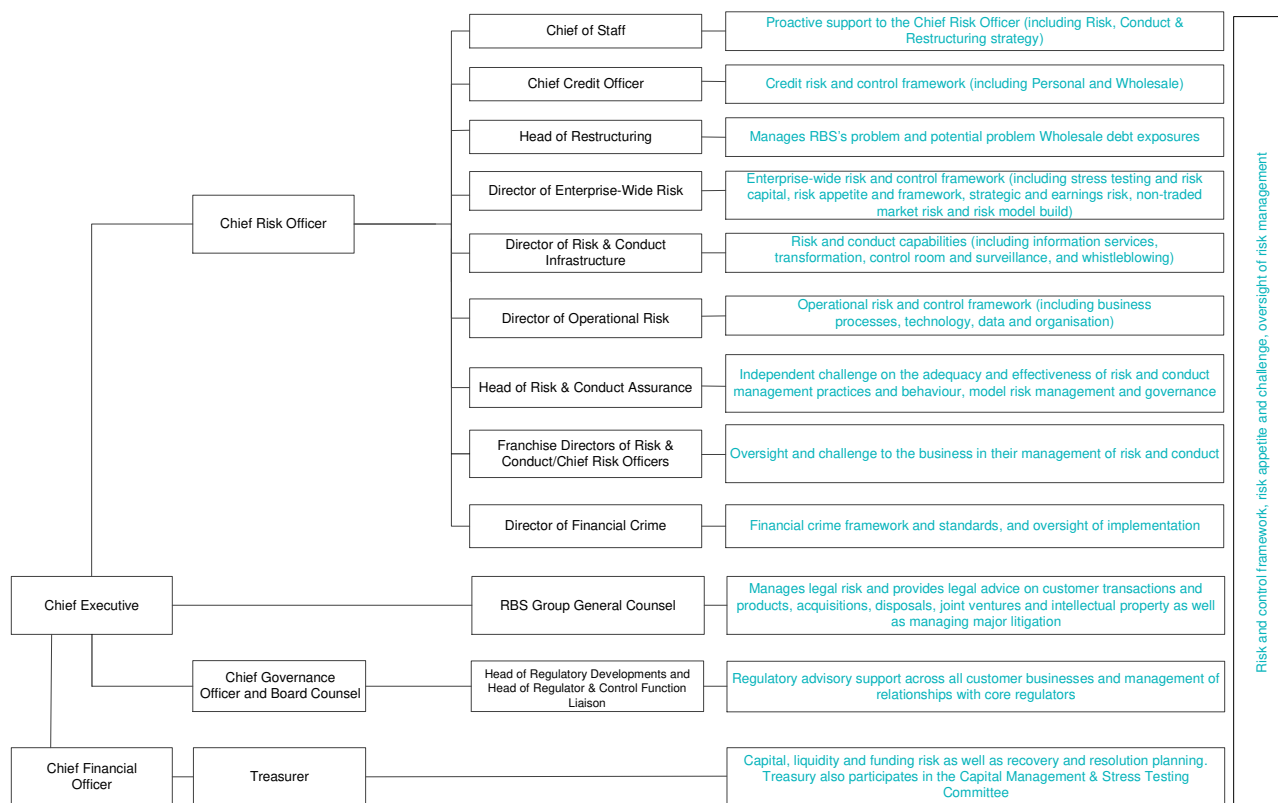 Chief of Staff
Proactive support to the Chief Risk Officer (including Risk, Conduct &
Restructuring strategy)
Chief Credit Officer
Credit risk and control framework (including Personal and Wholesale)
Head of Restructuring
Manages RBS's problem and potential problem Wholesale debt exposures
Chief Risk Officer
Director of Enterprise-Wide Risk
Enterprise-wide risk and control framework (including stress testing and risk
capital, risk appetite and framework, strategic and earnings risk, non-traded
market risk and risk model build)
Director of Risk & Conduct
Infrastructure
Risk and conduct capabilities (including information services,
transformation, control room and surveillance, and whistleblowing)
Director of Operational Risk
Operational risk and control framework (including business
processes, technology, data and organisation)
Head of Risk & Conduct Assurance
Independent challenge on the adequacy and effectiveness of risk and conduct
management practices and behaviour, model risk management and governance
Franchise Directors of Risk &
Conduct/Chief Risk Officers
Oversight and challenge to the business in their management of risk and conduct
Director of Financial Crime
Financial crime framework and standards, and oversight of implementation
Chief Executive
RBS Group General Counsel
Manages legal risk and provides legal advice on customer transactions and
products, acquisitions, disposals, joint ventures and intellectual property as well
as managing major litigation
Chief Governance
Officer and Board Counsel
Head of Regulatory Developments and
Head of Regulator & Control Function
Liaison
Regulatory advisory support across all customer businesses and management of
relationships with core regulators
Chief Financial
Officer
Treasurer
Capital, liquidity and funding risk as well as recovery and resolution planning.
Treasury also participates in the Capital Management & Stress Testing
Committee
Risk and control framework, risk appetite and challenge, oversight of risk management